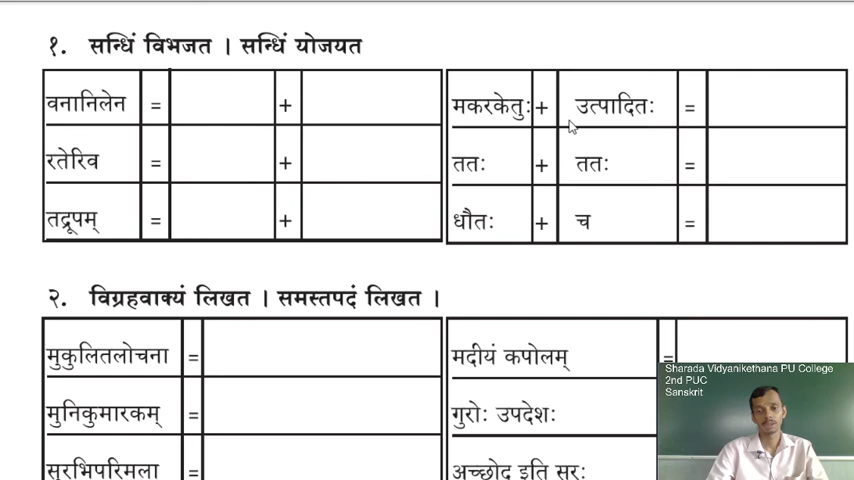 १. सन्धिं विभजत । सन्धिं योजयत
वनानिलेन = + मकरकेतुः + उत्पादितः =
रतेरिव = + ततः + ततः =
तद्रूपम् = + धौतः + च =
२. विग्रहवाक्यं लिखत । समस्तपदं लिखत ।
मुकुलितलोचना = मदीयं कपोलम् =
Sharada Vidyanikethana PU College
2nd PUC
Sanskrit
मुनिकुमारकम् = गुरोः उपदेशः
सुरभिपरिमला = अच्छोद इति सरः